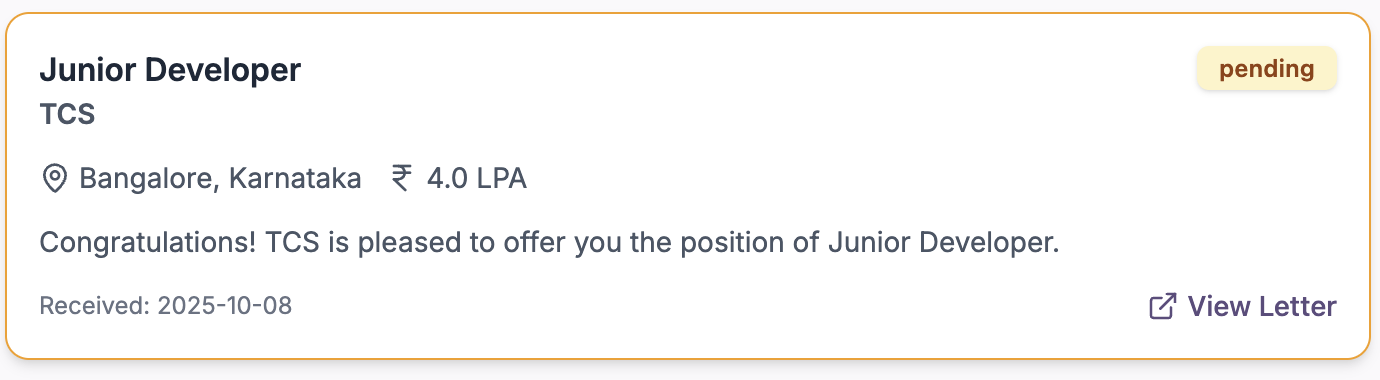 Junior Developer
pending
TCS
Bangalore, Karnataka ₹ 4.0 LPA
Congratulations! TCS is pleased to offer you the position of Junior Developer.
Received: 2025-10-08
View Letter